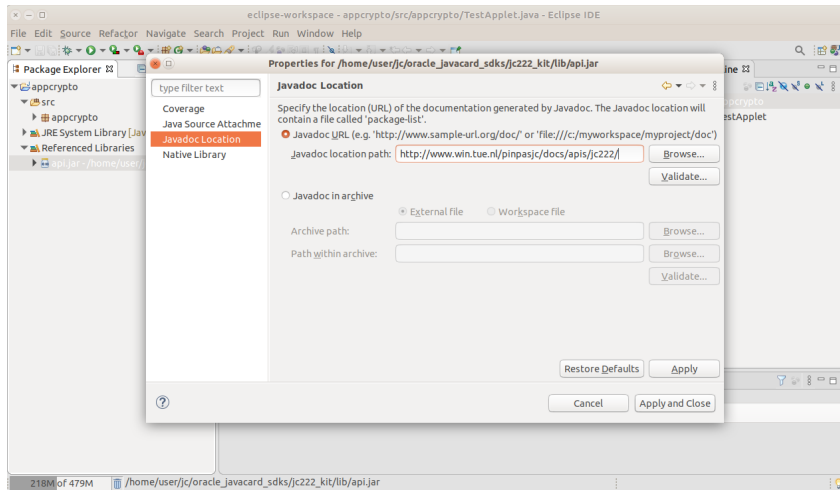 eclipse-workspace - appcrypto/src/appcrypto/TestApplet.java - Eclipse IDE
File Edit Source Refactor Navigate Search Project Run Window Help
Package Explorer
Properties for /home/user/jc/oracle_javacard_sdks/jc222_kit/lib/api.jar
ine
appcrypto
src
appcrypto
JRE System Library [Jav
Referenced Libraries
api.jar - /home/user/j
type filter text
Coverage
Java Source Attachme
Javadoc Location
Native Library
Javadoc Location
Specify the location (URL) of the documentation generated by Javadoc. The Javadoc location will
contain a file called 'package-list'.
Javadoc URL (e.g. 'http://www.sample-url.org/doc/' or 'file:///c:/myworkspace/myproject/doc')
Javadoc location path: http://www.win.tue.nl/pinpasjc/docs/apis/jc222/ Browse...
Validate...
Javadoc in archive
External file Workspace file
Archive path: Browse...
Path within archive: Browse...
Validate...
Restore Defaults Apply
Cancel Apply and Close
ppcrypto
estApplet
218M of 479M /home/user/jc/oracle_javacard_sdks/jc222_kit/lib/api.jar